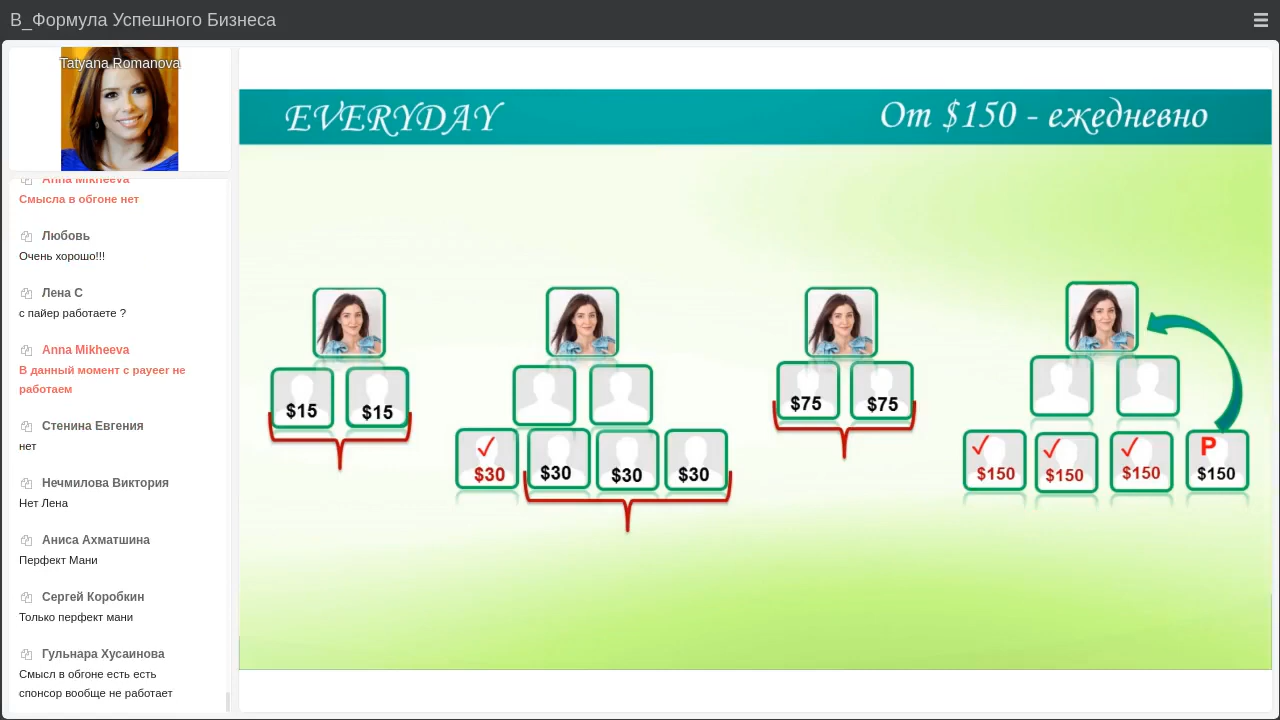 B_Формула Успешного Бизнеса
Tatyana Romanova
Anna Mikheeva
Смысла в обгоне нет
Любовь
Очень хорошо!!!
Лена С
с пайер работаете ?
Anna Mikheeva
В данный момент с payeer не
работаем
Стенина Евгения
нет
Нечмилова Виктория
Нет Лена
Аниса Ахматшина
Перфект Мани
Сергей Коробкин
Только перфект мани
Гульнара Хусаинова
Смысл в обгоне есть есть
спонсор вообще не работает
EVERYDAY
От $150 - ежедневно
$15 $15
$30 $30 $30 $30
$75 $75
$150 $150 $150 P $150